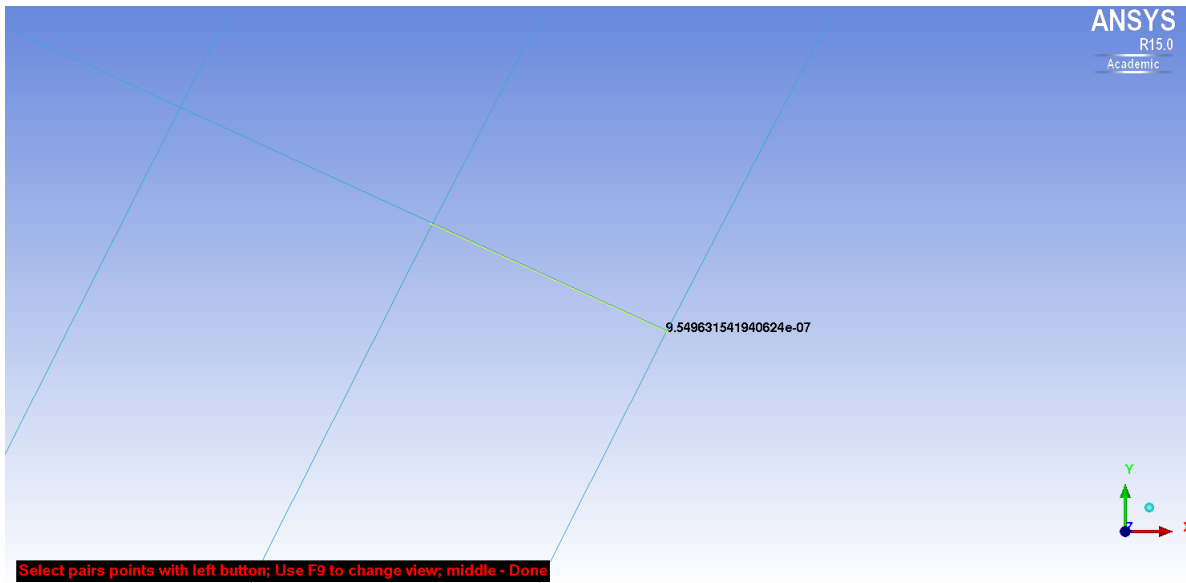 ANSYS
R15.0
Academic
9.549631541940624e-07
Y
Z
X
Select pairs points with left button; Use F9 to change view; middle - Done